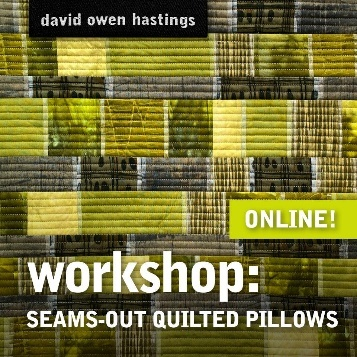 david owen hastings
ONLINE!
workshop:
SEAMS-OUT QUILTED PILLOWS